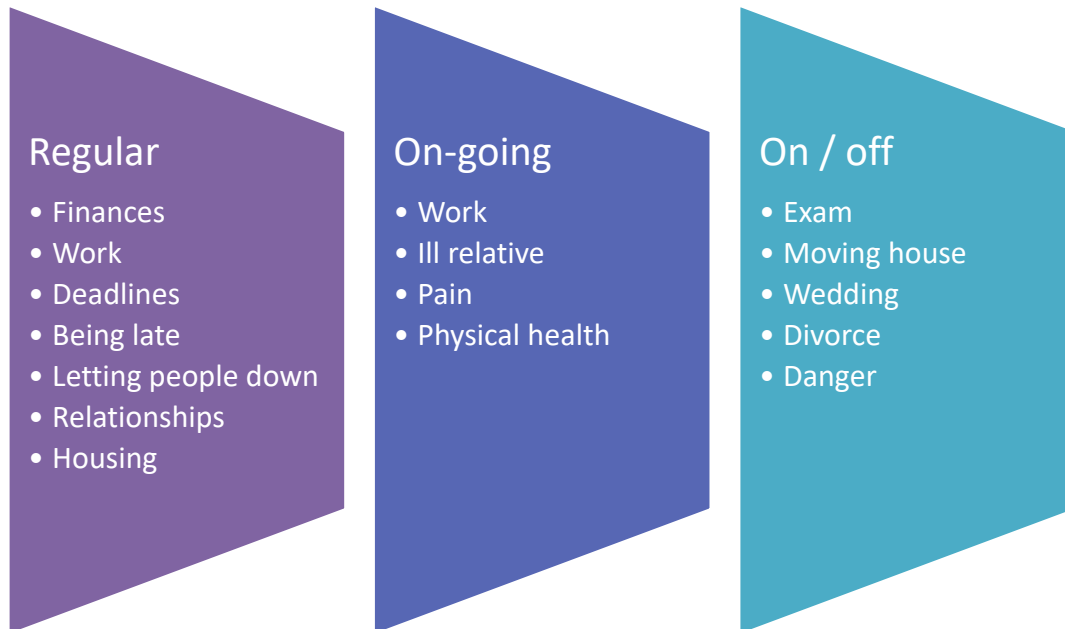 Regular
• Finances
• Work
• Deadlines
• Being late
• Letting people down
• Relationships
• Housing
On-going
• Work
• Ill relative
• Pain
• Physical health
On / off
• Exam
• Moving house
• Wedding
• Divorce
• Danger